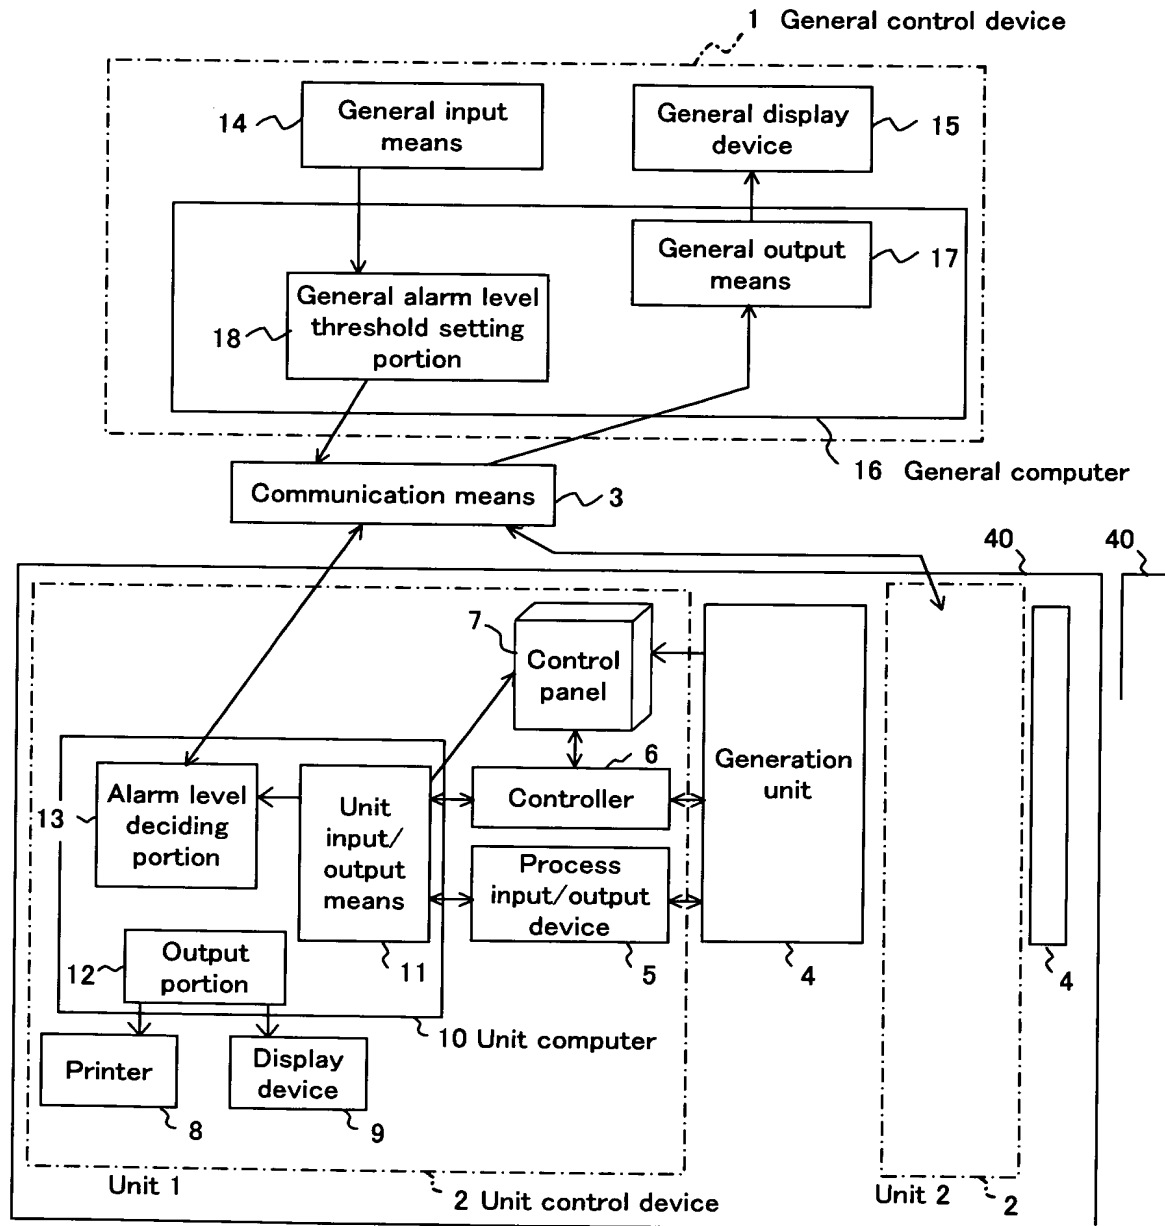 1 General control device
14
General input
means
General display
device
15
General output
means
17
General alarm level
threshold setting
portion
18
16 General computer
Communication means
3
40
40
7
Control
panel
6
Generation
unit
Alarm level
deciding
portion
13
Unit
input/
output
means
Controller
Process
input/output
device
12
Output
portion
11
5
4
4
10 Unit computer
Printer
Display
device
8
9
Unit 1
2 Unit control device
Unit 2
2